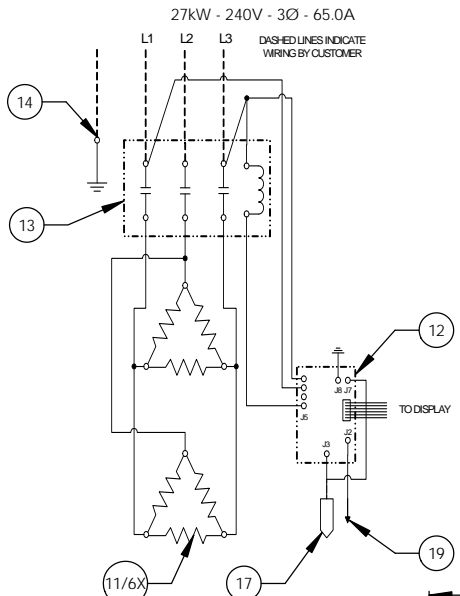 27kW - 240V - 3Ø - 65.0A
L1 L2 L3
DASHED LINES INDICATE
WIRING BY CUSTOMER
14
13
12
J8 J7
J5
TO DISPLAY
J2
J3
11/6X
17
19